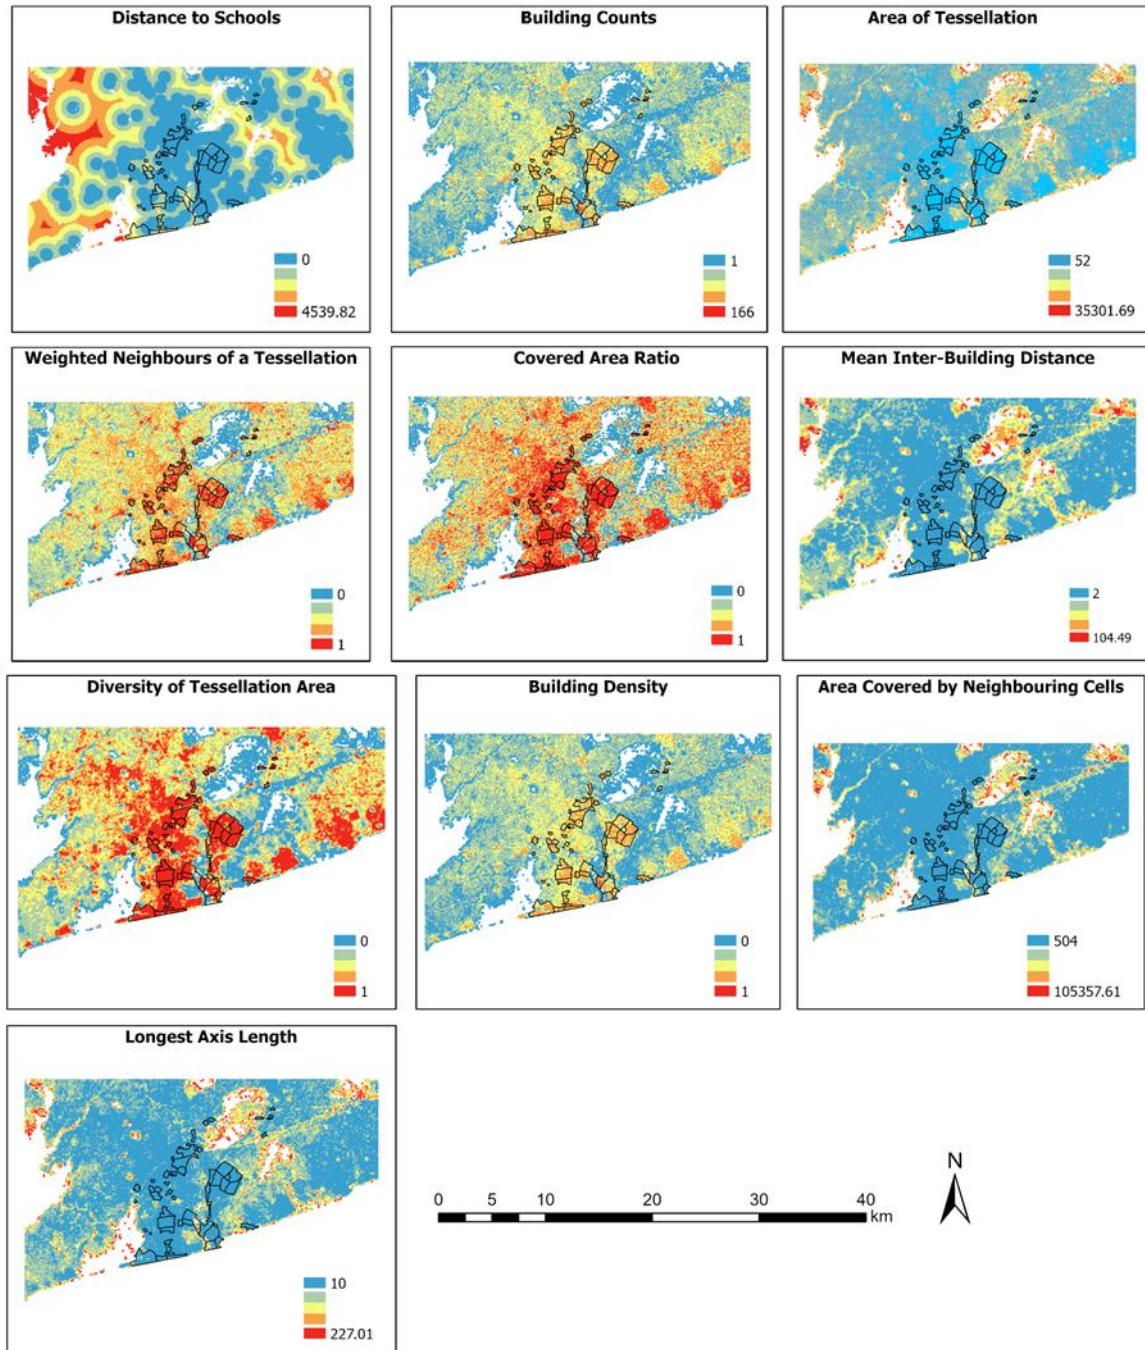 Distance to Schools
0
4539.82
Building Counts
1
166
Area of Tessellation
52
35301.69
Weighted Neighbours of a Tessellation
0
1
Covered Area Ratio
0
1
Mean Inter-Building Distance
2
104.49
Diversity of Tessellation Area
0
1
Building Density
0
1
Area Covered by Neighbouring Cells
504
105357.61
Longest Axis Length
10
227.01
0 5 10 20 30 40
km
N